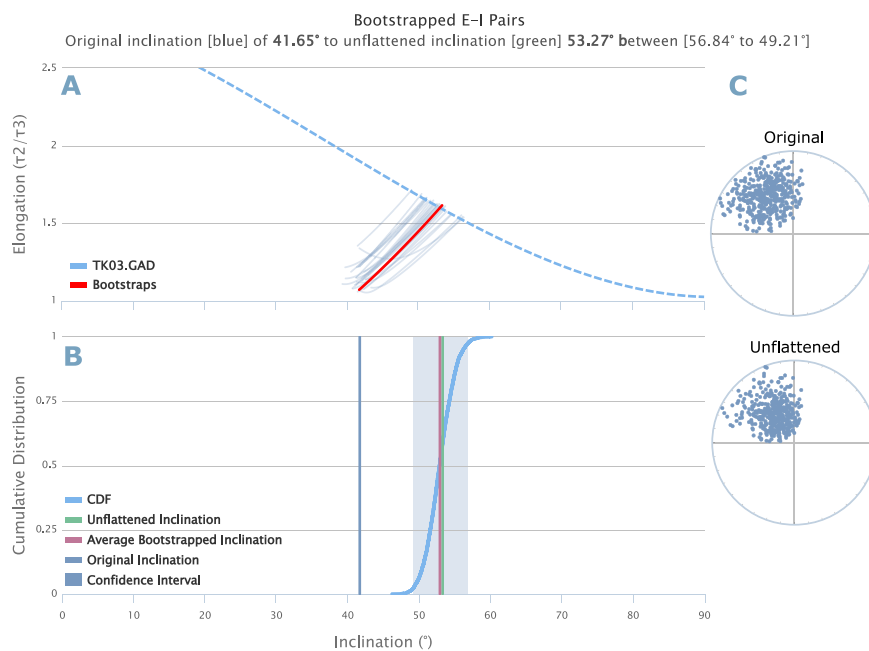 Bootstrapped E-I Pairs
Original inclination [blue] of 41.65° to unflattened inclination [green] 53.27° between [56.84° to 49.21°]
A
C
2.5
2
1.5
1
Elongation (τ2/τ3)
TK03.GAD
Bootstraps
Original
B
1
0.75
0.5
0.25
0
Cumulative Distribution
CDF
Unflattened Inclination
Average Bootstrapped Inclination
Original Inclination
Confidence Interval
Unflattened
0 10 20 30 40 50 60 70 80 90
Inclination (°)